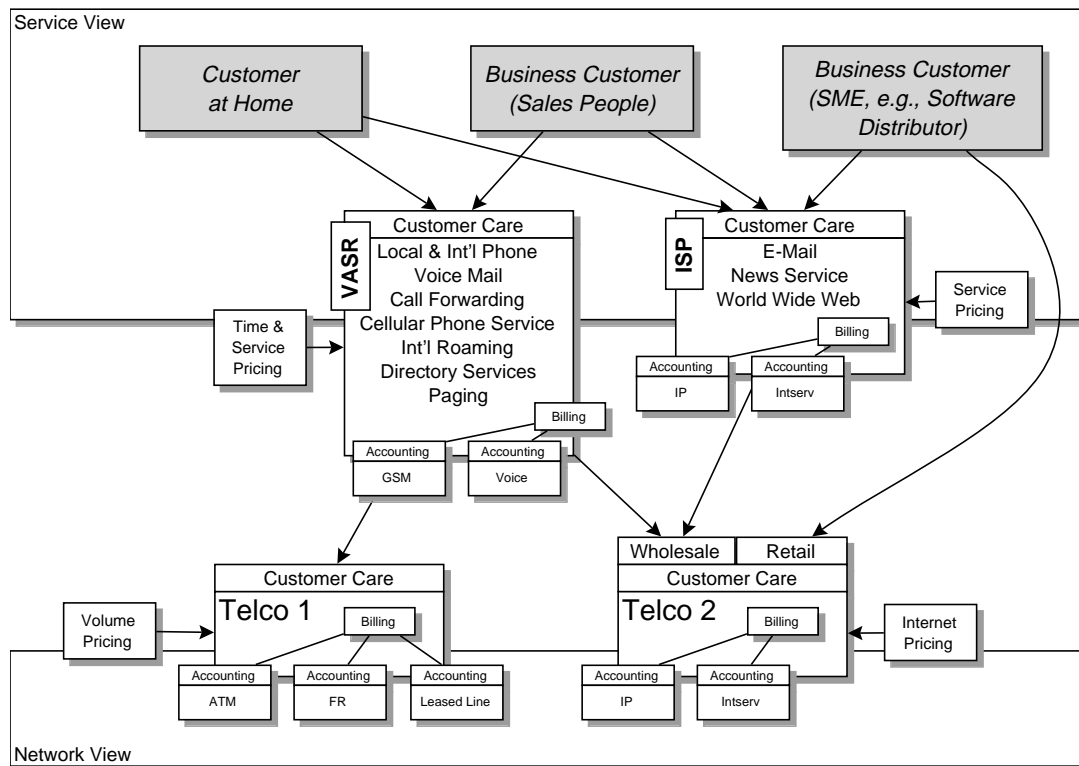 Service View
Customer
at Home
Business Customer
(Sales People)
Business Customer
(SME, e.g., Software
Distributor)
VASR
Customer Care
Local & Int'l Phone
Voice Mail
Call Forwarding
Cellular Phone Service
Int'l Roaming
Directory Services
Paging
Billing
Accounting
GSM
Accounting
Voice
Time &
Service
Pricing
ISP
Customer Care
E-Mail
News Service
World Wide Web
Billing
Accounting
IP
Accounting
Intserv
Service
Pricing
Customer Care
Telco 1
Billing
Accounting
ATM
Accounting
FR
Accounting
Leased Line
Volume
Pricing
Wholesale
Retail
Customer Care
Telco 2
Billing
Accounting
IP
Accounting
Intserv
Internet
Pricing
Network View